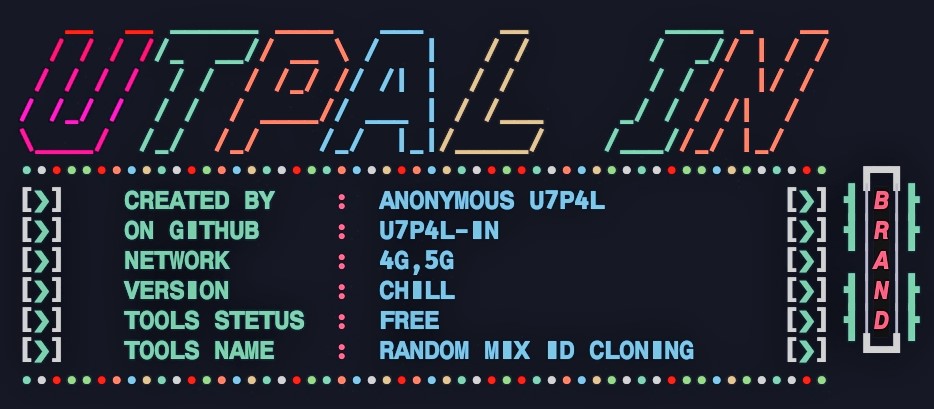 UTPAL IN
[❯] CREATED BY : ANONYMOUS U7P4L [❯]
[❯] ON GITHUB : U7P4L-IN [❯]
[❯] NETWORK : 4G,5G [❯]
[❯] VERSION : CHILL [❯]
[❯] TOOLS STETUS : FREE [❯]
[❯] TOOLS NAME : RANDOM MIX ID CLONING [❯]
BRAND